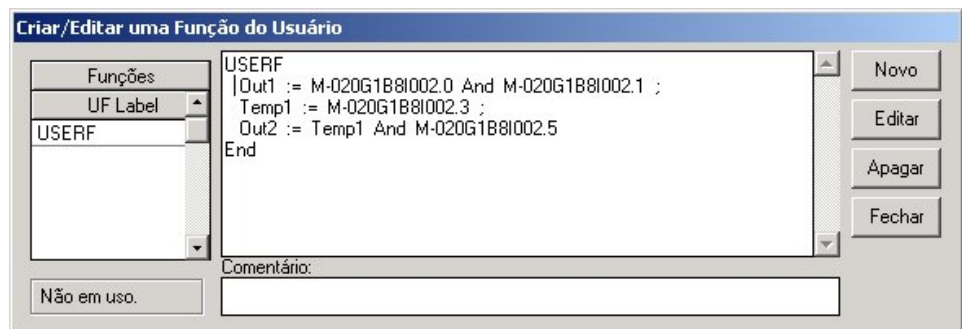 Criar/Editar uma Função do Usuário
Funções
UF Label
USERF
Não em uso.
USERF
Out1 := M-020G1B8I002.0 And M-020G1B8I002.1 ;
Temp1 := M-020G1B8I002.3 ;
Out2 := Temp1 And M-020G1B8I002.5
End
Comentário:
Novo
Editar
Apagar
Fechar